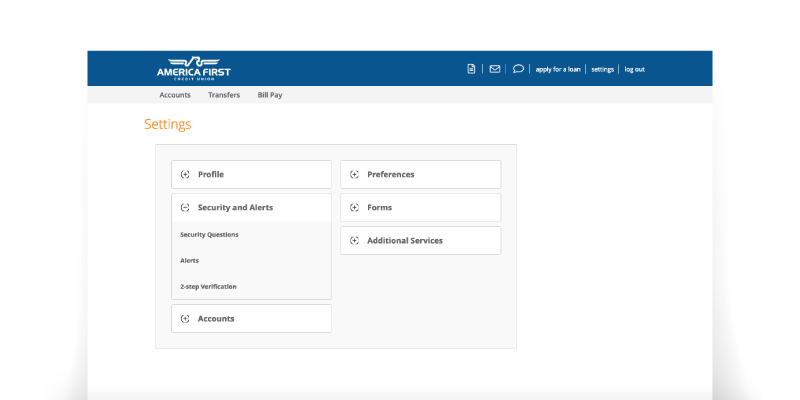 AMERICA FIRST
CREDIT UNION
apply for a loan
settings
log out
Accounts
Transfers
Bill Pay
Settings
Profile
Security and Alerts
Security Questions
Alerts
2-step Verification
Accounts
Preferences
Forms
Additional Services